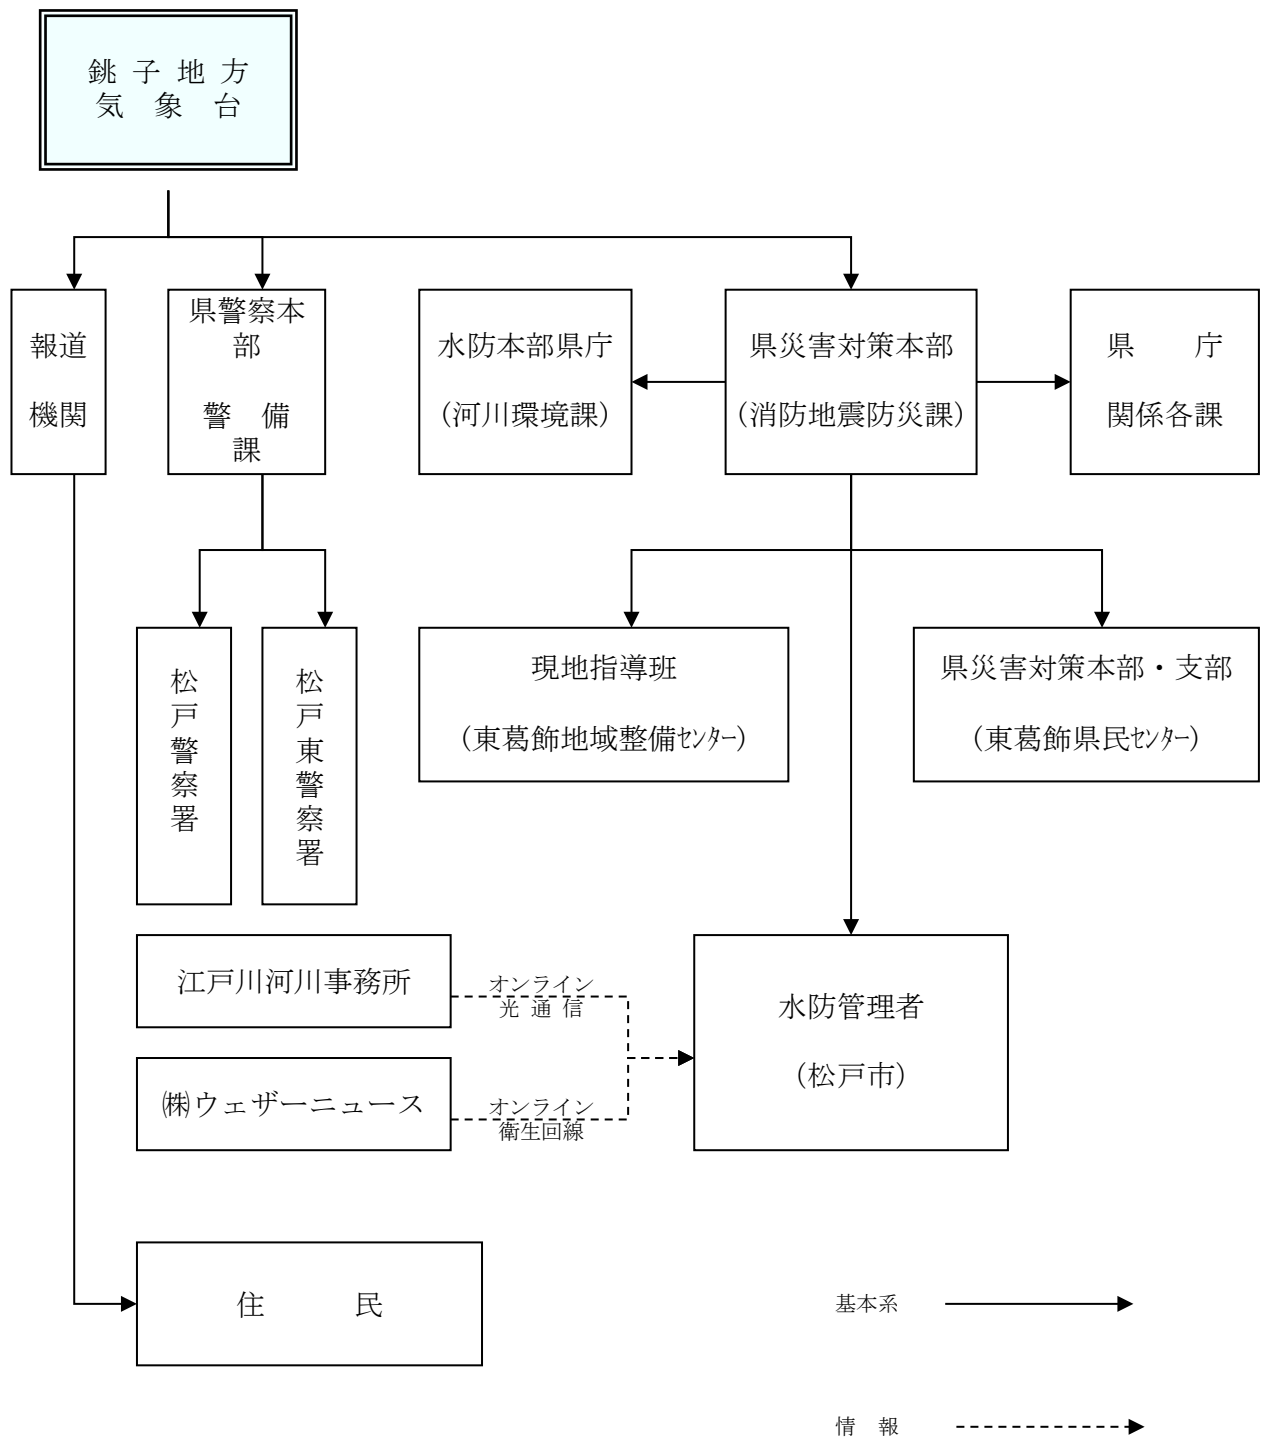 銚子地方
気象台
報道
機関
県警察本
部
警備
課
水防本部県庁
(河川環境課)
県災害対策本部
(消防地震防災課)
県庁
関係各課
松戸警察署
松戸東警察署
現地指導班
(東葛飾地域整備ｾﾝﾀｰ)
県災害対策本部・支部
(東葛飾県民ｾﾝﾀｰ)
江戸川河川事務所
オンライン
光通信
水防管理者
(松戸市)
㈱ウェザーニュース
オンライン
衛生回線
住民
基本系
情報